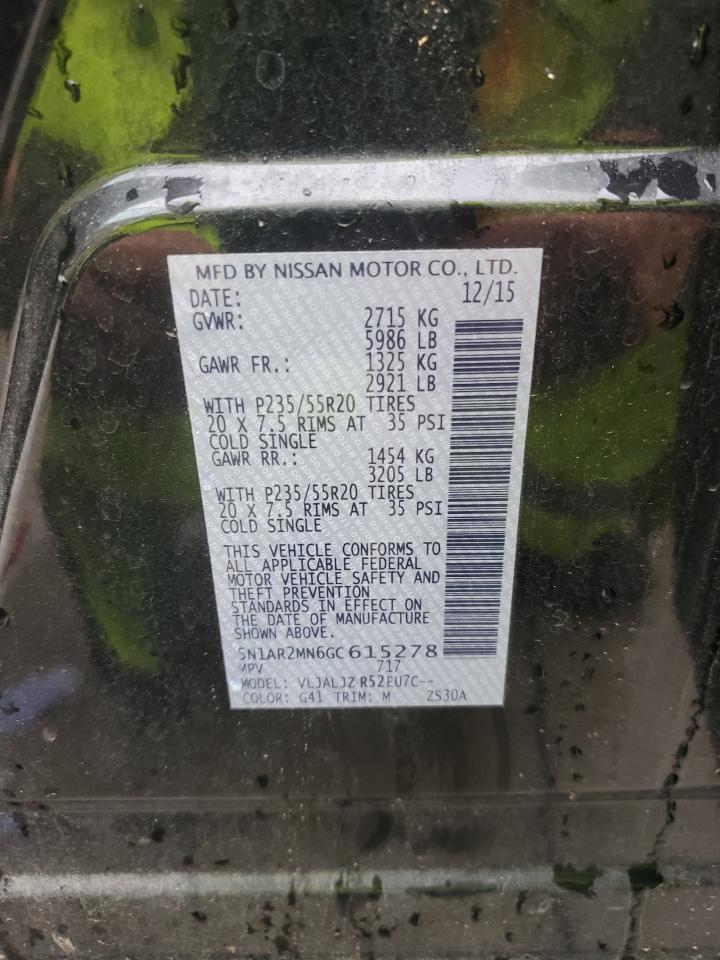 MFD BY NISSAN MOTOR CO., LTD.
DATE: 12/15
GVWR: 2715 KG
5986 LB
GAWR FR.: 1325 KG
2921 LB
WITH P235/55R20 TIRES
20 X 7.5 RIMS AT 35 PSI
COLD SINGLE
GAWR RR.: 1454 KG
3205 LB
WITH P235/55R20 TIRES
20 X 7.5 RIMS AT 35 PSI
COLD SINGLE
THIS VEHICLE CONFORMS TO
ALL APPLICABLE FEDERAL
MOTOR VEHICLE SAFETY AND
THEFT PREVENTION
STANDARDS IN EFFECT ON
THE DATE OF MANUFACTURE
SHOWN ABOVE.
5N1AR2MN6GC615278
MPV 717
MODEL: VLJALJZ R52EU7C--
COLOR: G41 TRIM: M ZS30A